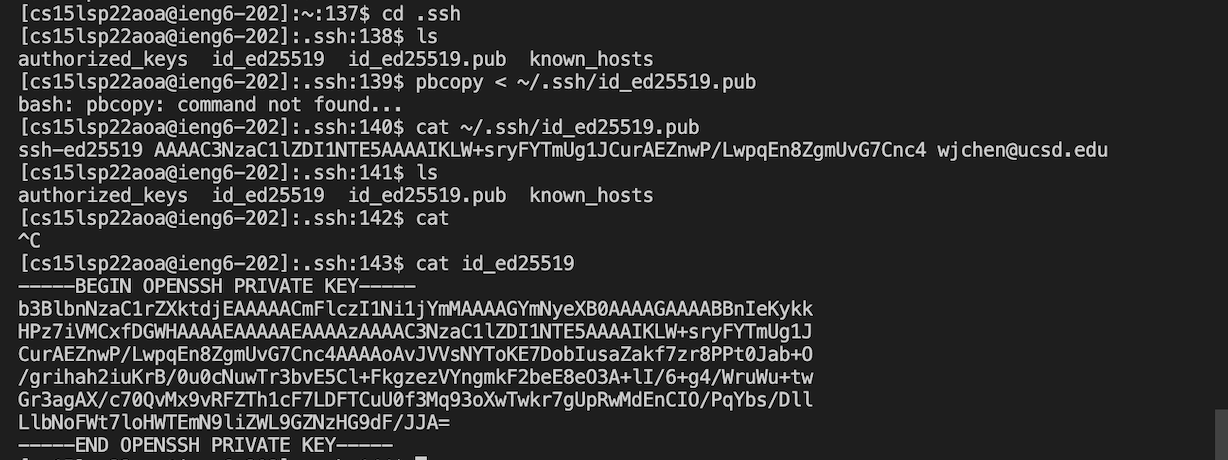 [cs15lsp22aoa@ieng6-202]:~:137$ cd .ssh
[cs15lsp22aoa@ieng6-202]:.ssh:138$ ls
authorized_keys  id_ed25519  id_ed25519.pub  known_hosts
[cs15lsp22aoa@ieng6-202]:.ssh:139$ pbcopy < ~/.ssh/id_ed25519.pub
bash: pbcopy: command not found...
[cs15lsp22aoa@ieng6-202]:.ssh:140$ cat ~/.ssh/id_ed25519.pub
ssh-ed25519 AAAAC3NzaC1lZDI1NTE5AAAAIKLW+sryFYTmUg1JCurAEZnwP/LwpqEn8ZgmUvG7Cnc4 wjchen@ucsd.edu
[cs15lsp22aoa@ieng6-202]:.ssh:141$ ls
authorized_keys  id_ed25519  id_ed25519.pub  known_hosts
[cs15lsp22aoa@ieng6-202]:.ssh:142$ cat
^C
[cs15lsp22aoa@ieng6-202]:.ssh:143$ cat id_ed25519
-----BEGIN OPENSSH PRIVATE KEY-----
b3BlbnNzaC1rZXktdjEAAAAACmFlczI1Ni1jYmMAAAAGYmNyeXB0AAAAGAAAABBnIeKykk
HPz7iVMCxfDGWHAAAAEAAAAAEAAAAzAAAAC3NzaC1lZDI1NTE5AAAAIKLW+sryFYTmUg1J
CurAEZnwP/LwpqEn8ZgmUvG7Cnc4AAAAoAvJVVsNYToKE7DobIusaZakf7zr8PPt0Jab+O
/grihah2iuKrB/0u0cNuwTr3bvE5Cl+FkgzezVYngmkF2beE8eO3A+lI/6+g4/WruWu+tw
Gr3agAX/c70QvMx9vRFZTh1cF7LDFTCuU0f3Mq93oXwTwkr7gUpRwMdEnCIO/PqYbs/Dll
LlbNoFWt7loHWTEmN9liZWL9GZNzHG9dF/JJA=
-----END OPENSSH PRIVATE KEY-----